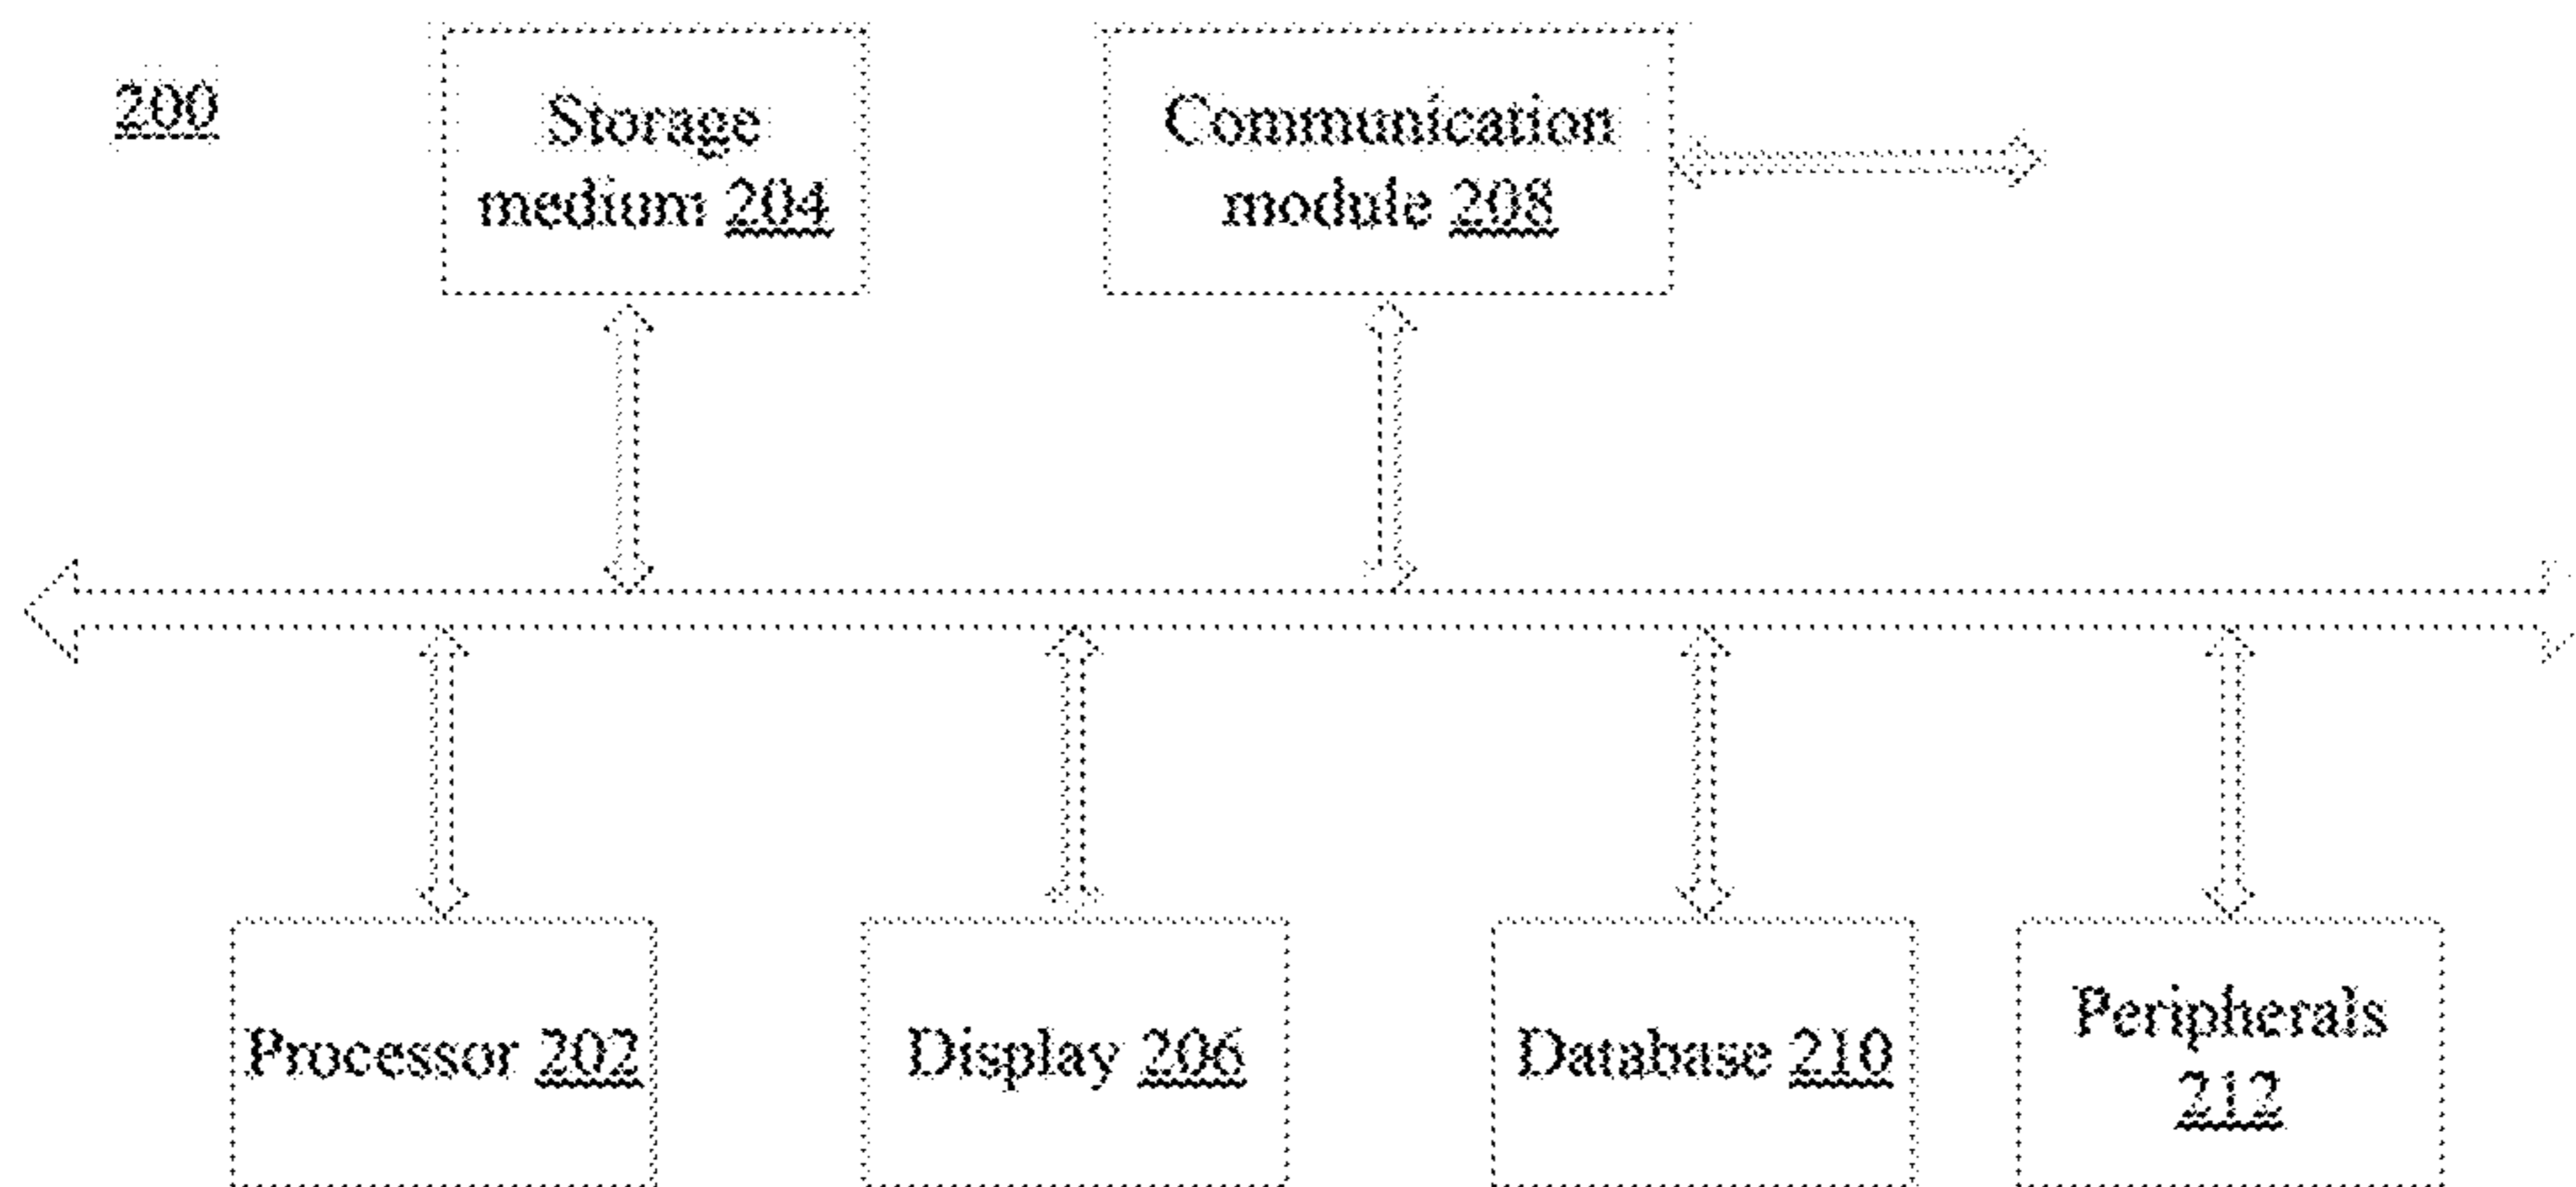 200
Storage
medium 204
Communication
module 208
Processor 202
Display 206
Database 210
Peripherals
212